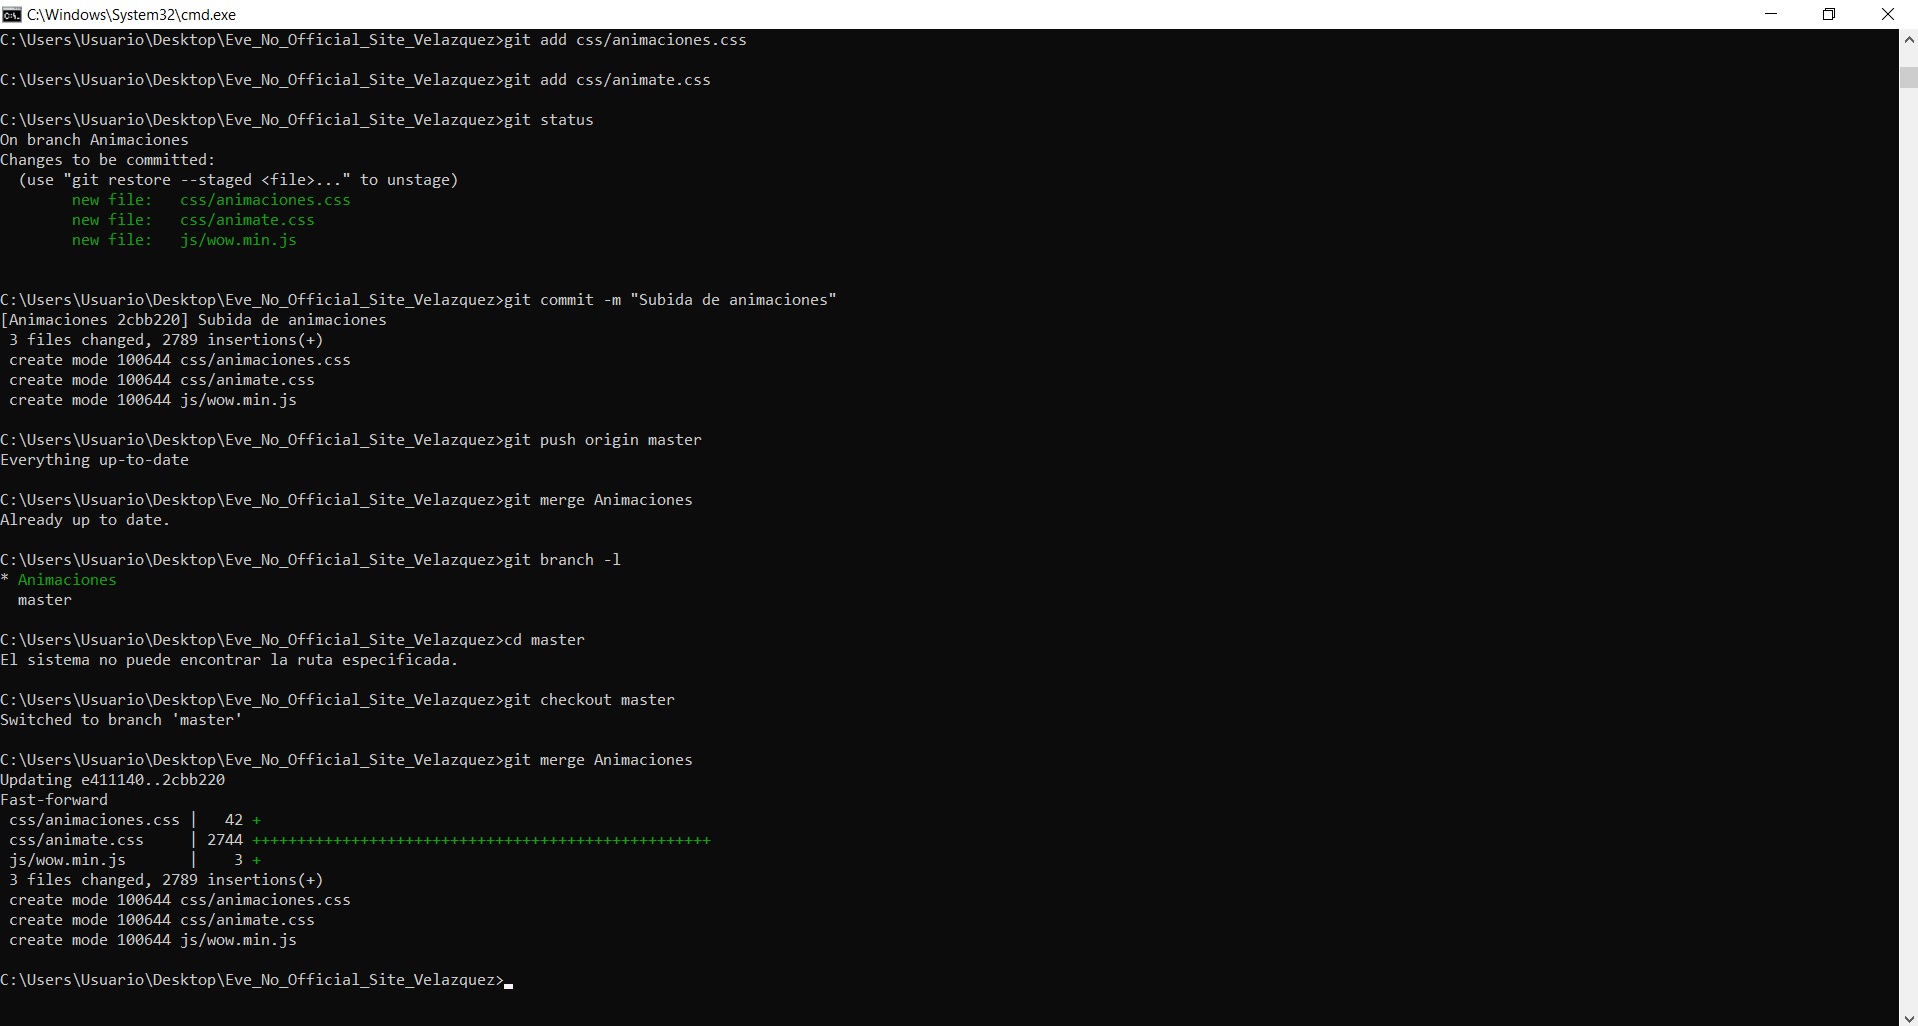 C:\Windows\System32\cmd.exe
C:\Users\Usuario\Desktop\Eve_No_Official_Site_Velazquez>git add css/animaciones.css
C:\Users\Usuario\Desktop\Eve_No_Official_Site_Velazquez>git add css/animate.css
C:\Users\Usuario\Desktop\Eve_No_Official_Site_Velazquez>git status
On branch Animaciones
Changes to be committed:
  (use "git restore --staged <file>..." to unstage)
        new file:   css/animaciones.css
        new file:   css/animate.css
        new file:   js/wow.min.js
C:\Users\Usuario\Desktop\Eve_No_Official_Site_Velazquez>git commit -m "Subida de animaciones"
[Animaciones 2cbb220] Subida de animaciones
 3 files changed, 2789 insertions(+)
 create mode 100644 css/animaciones.css
 create mode 100644 css/animate.css
 create mode 100644 js/wow.min.js
C:\Users\Usuario\Desktop\Eve_No_Official_Site_Velazquez>git push origin master
Everything up-to-date
C:\Users\Usuario\Desktop\Eve_No_Official_Site_Velazquez>git merge Animaciones
Already up to date.
C:\Users\Usuario\Desktop\Eve_No_Official_Site_Velazquez>git branch -l
* Animaciones
  master
C:\Users\Usuario\Desktop\Eve_No_Official_Site_Velazquez>cd master
El sistema no puede encontrar la ruta especificada.
C:\Users\Usuario\Desktop\Eve_No_Official_Site_Velazquez>git checkout master
Switched to branch 'master'
C:\Users\Usuario\Desktop\Eve_No_Official_Site_Velazquez>git merge Animaciones
Updating e411140..2cbb220
Fast-forward
 css/animaciones.css |   42 +
 css/animate.css     | 2744 +++++++++++++++++++++++++++++++++++++++++++++++++++
 js/wow.min.js       |    3 +
 3 files changed, 2789 insertions(+)
 create mode 100644 css/animaciones.css
 create mode 100644 css/animate.css
 create mode 100644 js/wow.min.js
C:\Users\Usuario\Desktop\Eve_No_Official_Site_Velazquez>